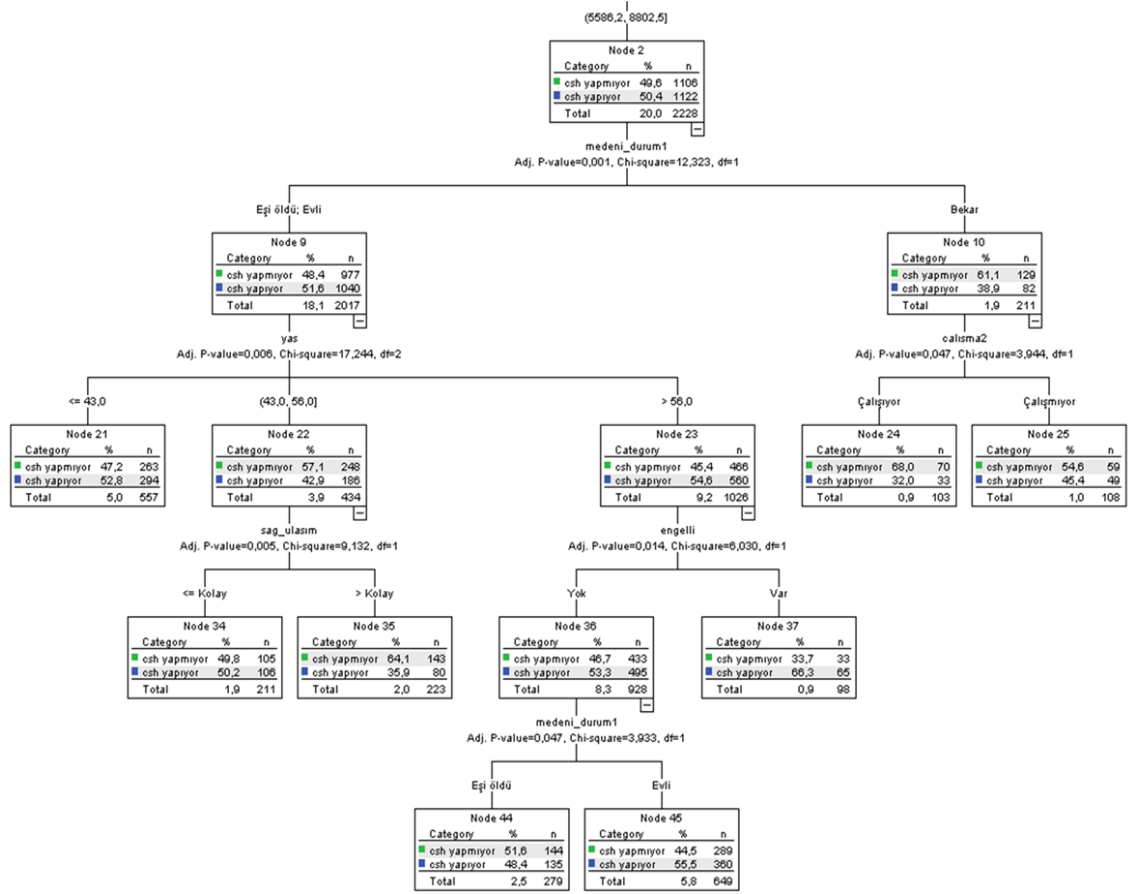 (5586,2, 8802,5]
Node 2
Category % n
csh yapmıyor 49,6 1106
csh yapıyor 50,4 1122
Total 20,0 2228
medeni_durum1
Adj. P-value=0,001, Chi-square=12,323, df=1
Eşi öldü; Evli
Bekar
Node 9
Category % n
csh yapmıyor 48,4 977
csh yapıyor 51,6 1040
Total 18,1 2017
Node 10
Category % n
csh yapmıyor 61,1 129
csh yapıyor 38,9 82
Total 1,9 211
yas
Adj. P-value=0,006, Chi-square=17,244, df=2
calısma2
Adj. P-value=0,047, Chi-square=3,944, df=1
<= 43,0
(43,0, 56,0]
> 56,0
Çalışıyor
Çalışmıyor
Node 21
Category % n
csh yapmıyor 47,2 263
csh yapıyor 52,8 294
Total 5,0 557
Node 22
Category % n
csh yapmıyor 57,1 248
csh yapıyor 42,9 186
Total 3,9 434
Node 23
Category % n
csh yapmıyor 45,4 466
csh yapıyor 54,6 560
Total 9,2 1026
Node 24
Category % n
csh yapmıyor 68,0 70
csh yapıyor 32,0 33
Total 0,9 103
Node 25
Category % n
csh yapmıyor 54,6 59
csh yapıyor 45,4 49
Total 1,0 108
sag_ulasım
Adj. P-value=0,005, Chi-square=9,132, df=1
engelli
Adj. P-value=0,014, Chi-square=6,030, df=1
<= Kolay
> Kolay
Yok
Var
Node 34
Category % n
csh yapmıyor 49,8 105
csh yapıyor 50,2 106
Total 1,9 211
Node 35
Category % n
csh yapmıyor 64,1 143
csh yapıyor 35,9 80
Total 2,0 223
Node 36
Category % n
csh yapmıyor 46,7 433
csh yapıyor 53,3 495
Total 8,3 928
Node 37
Category % n
csh yapmıyor 33,7 33
csh yapıyor 66,3 65
Total 0,9 98
medeni_durum1
Adj. P-value=0,047, Chi-square=3,933, df=1
Eşi öldü
Evli
Node 44
Category % n
csh yapmıyor 51,6 144
csh yapıyor 48,4 135
Total 2,5 279
Node 45
Category % n
csh yapmıyor 44,5 289
csh yapıyor 55,5 360
Total 5,8 649